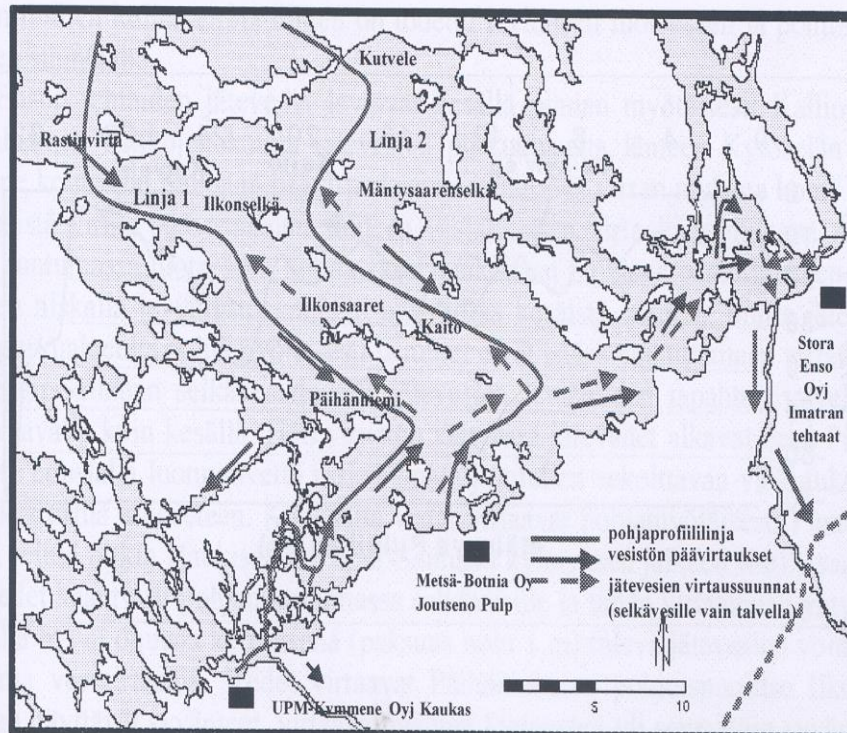 Kutvele
Rastinvirta
Linja 2
Linja 1
Ilkonselkä
Mäntysaarenselkä
Ilkonsaaret
Kaito
Päihänniemi
Stora
Enso
Oyj
Imatran
tehtaat
pohjaprofiililinja
vesistön päävirtaukset
jätevesien virtaussuunnat
(selkävesille vain talvella)
Metsä-Botnia Oy
Joutseno Pulp
5
10
UPM-Kymmene Oyj Kaukas